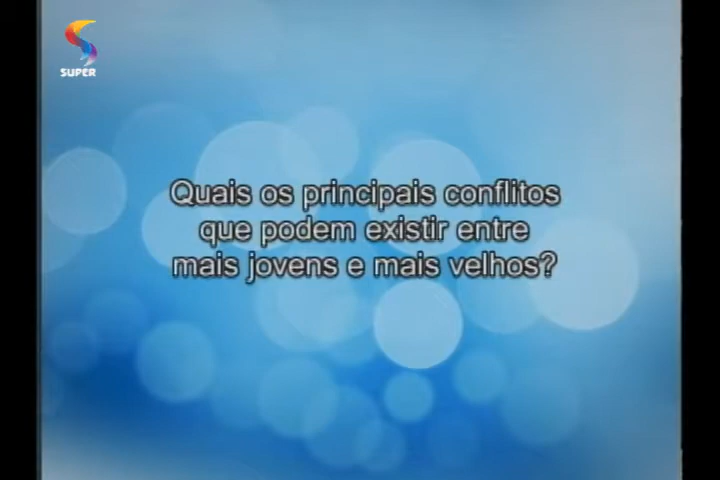 SUPER
Quais os principais conflitos
que podem existir entre
mais jovens e mais velhos?